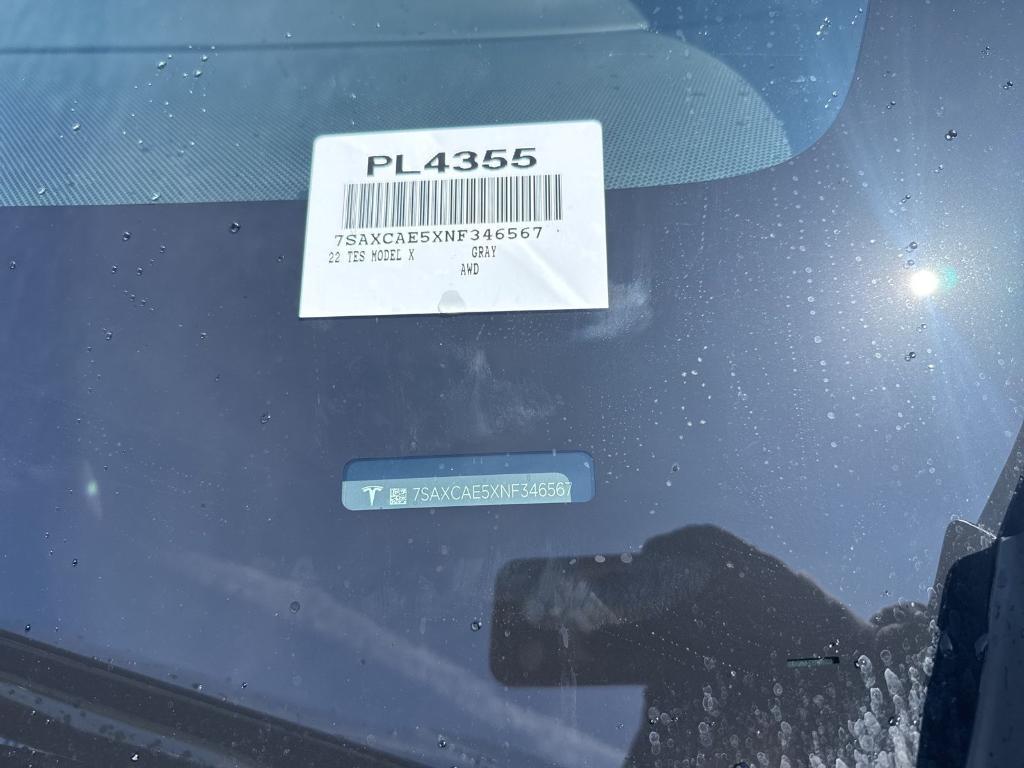 PL4355
7SAXCAE5XNF346567
22 TES MODEL X GRAY
AWD
7SAXCAE5XNF346567